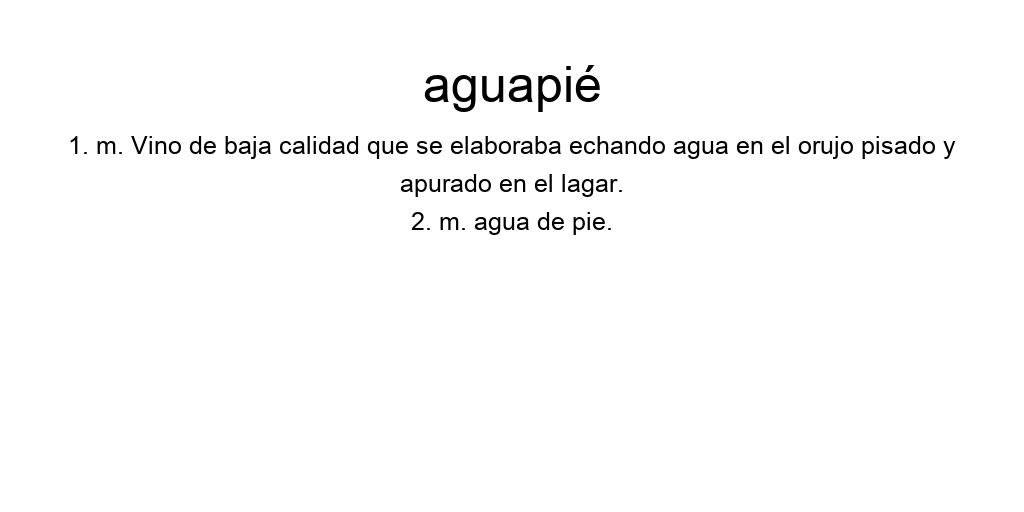 aguapié
1. m. Vino de baja calidad que se elaboraba echando agua en el orujo pisado y
apurado en el lagar.
2. m. agua de pie.